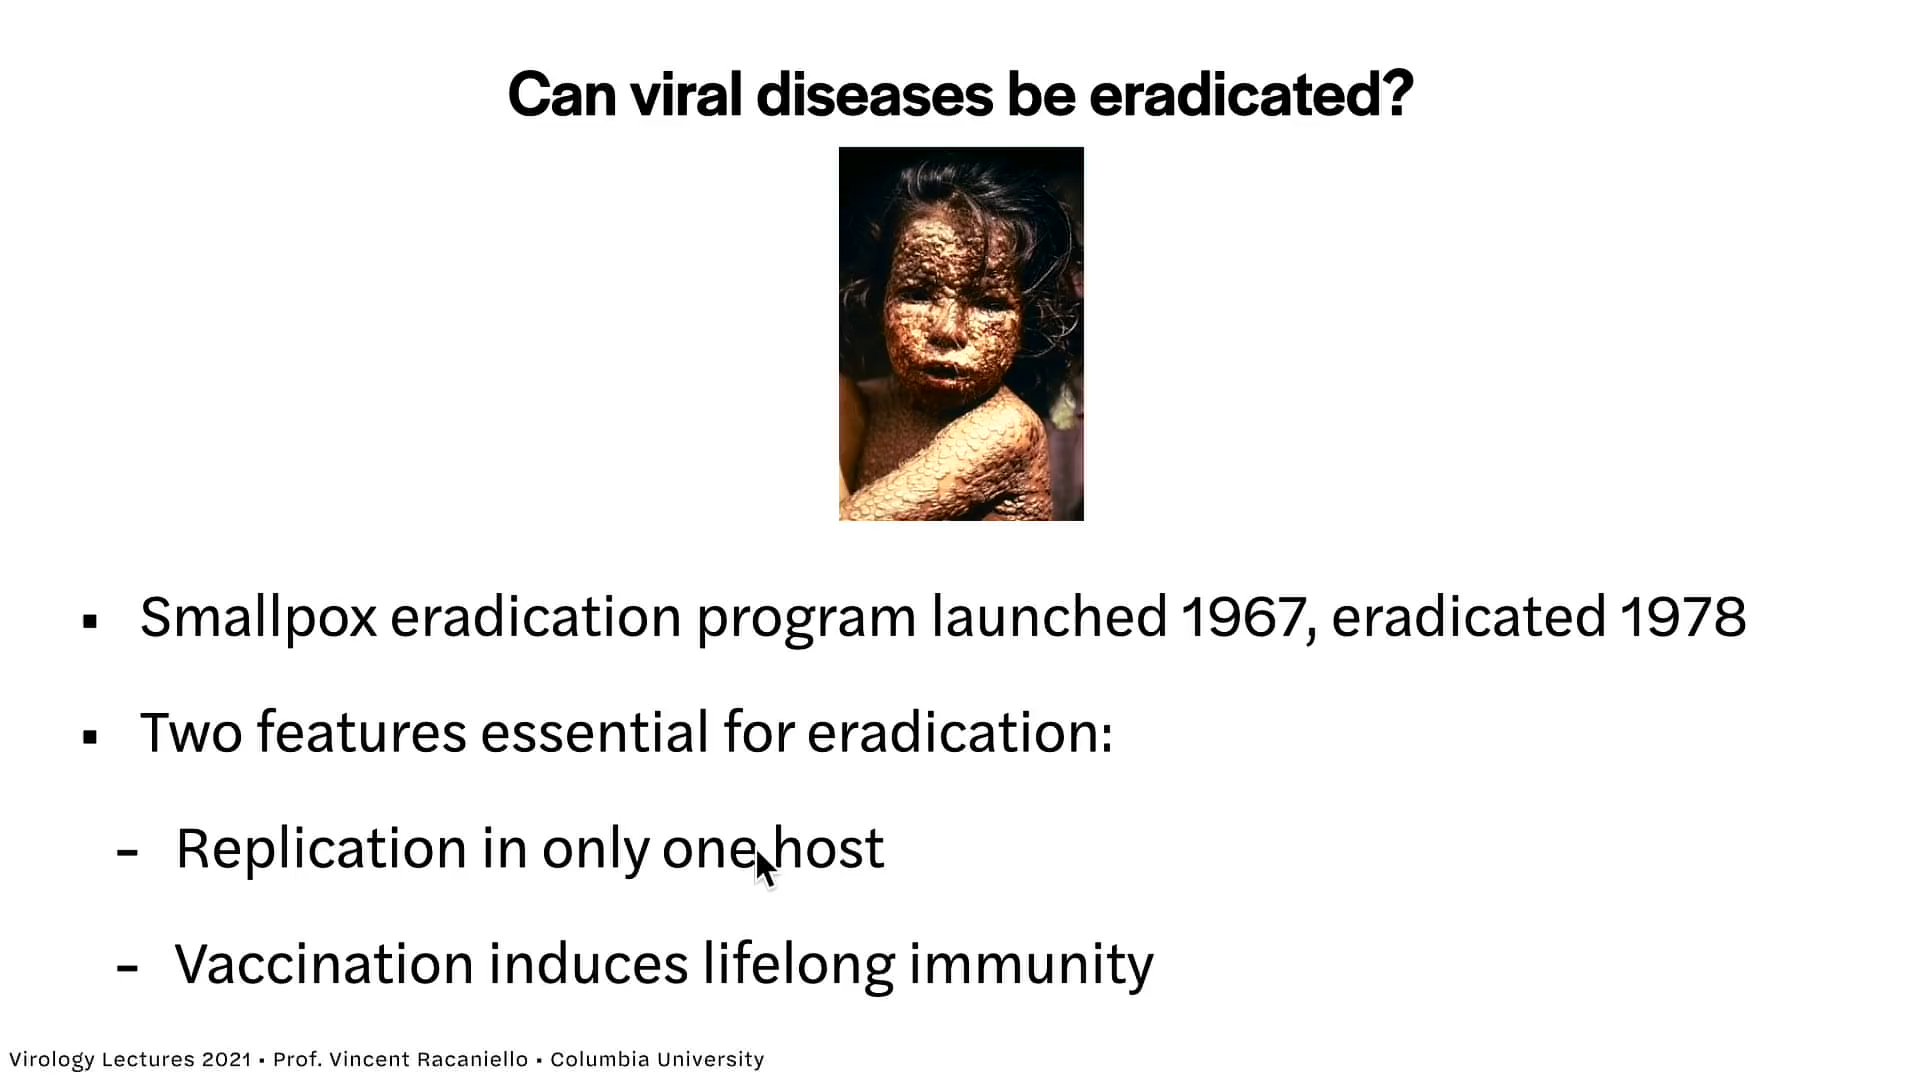 Can viral diseases be eradicated?
▪ Smallpox eradication program launched 1967, eradicated 1978
▪ Two features essential for eradication:
- Replication in only one host
- Vaccination induces lifelong immunity
Virology Lectures 2021 • Prof. Vincent Racaniello • Columbia University